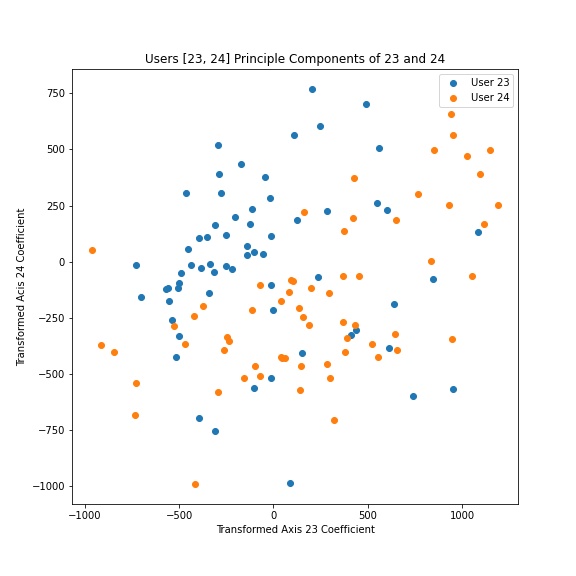 Users [23, 24] Principle Components of 23 and 24
User 23
User 24
750
500
250
0
−250
−500
−750
−1000
Transformed Acis 24 Coefficient
−1000 −500 0 500 1000
Transformed Axis 23 Coefficient